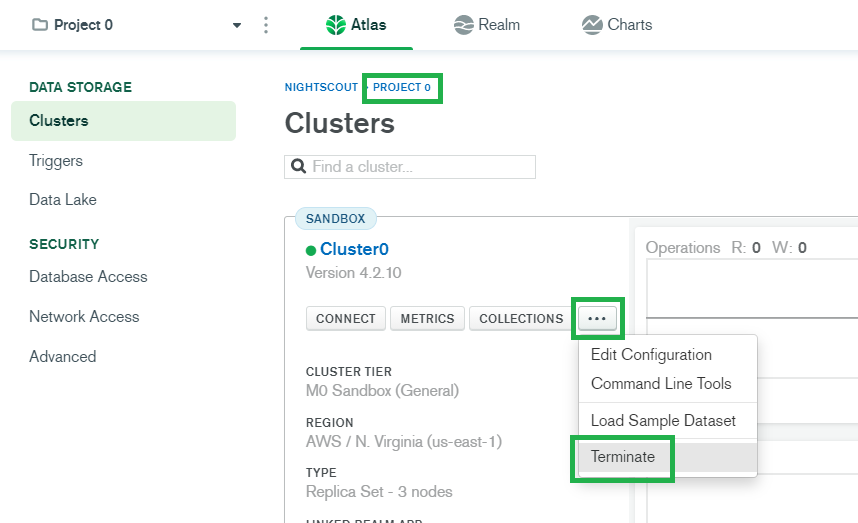 Project 0
Atlas
Realm
Charts
DATA STORAGE
Clusters
Triggers
Data Lake
SECURITY
Database Access
Network Access
Advanced
NIGHTSCOUT > PROJECT 0
Clusters
Find a cluster...
SANDBOX
Cluster0
Version 4.2.10
CONNECT METRICS COLLECTIONS ...
CLUSTER TIER
M0 Sandbox (General)
REGION
AWS / N. Virginia (us-east-1)
TYPE
Replica Set - 3 nodes
LINKED REALM APP
Operations R: 0 W: 0
Edit Configuration
Command Line Tools
Load Sample Dataset
Terminate